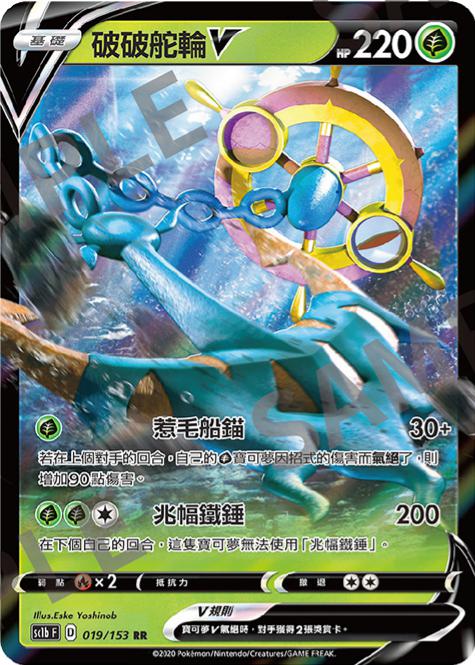 基礎 破破舵輪V HP 220
惹毛船錨 30+
若在上個對手的回合，自己的寶可夢因招式的傷害而氣絕了，則
增加90點傷害。
兆幅鐵錘 200
在下個自己的回合，這隻寶可夢無法使用「兆幅鐵錘」。
弱點 ×2 抵抗力 撤退
Illus.Eske Yoshinob
V規則
sc1b F D 019/153 RR
寶可夢V氣絕時，對手獲得2張獎賞卡。
©2020 Pokémon/Nintendo/Creatures/GAME FREAK.
SAMPLE